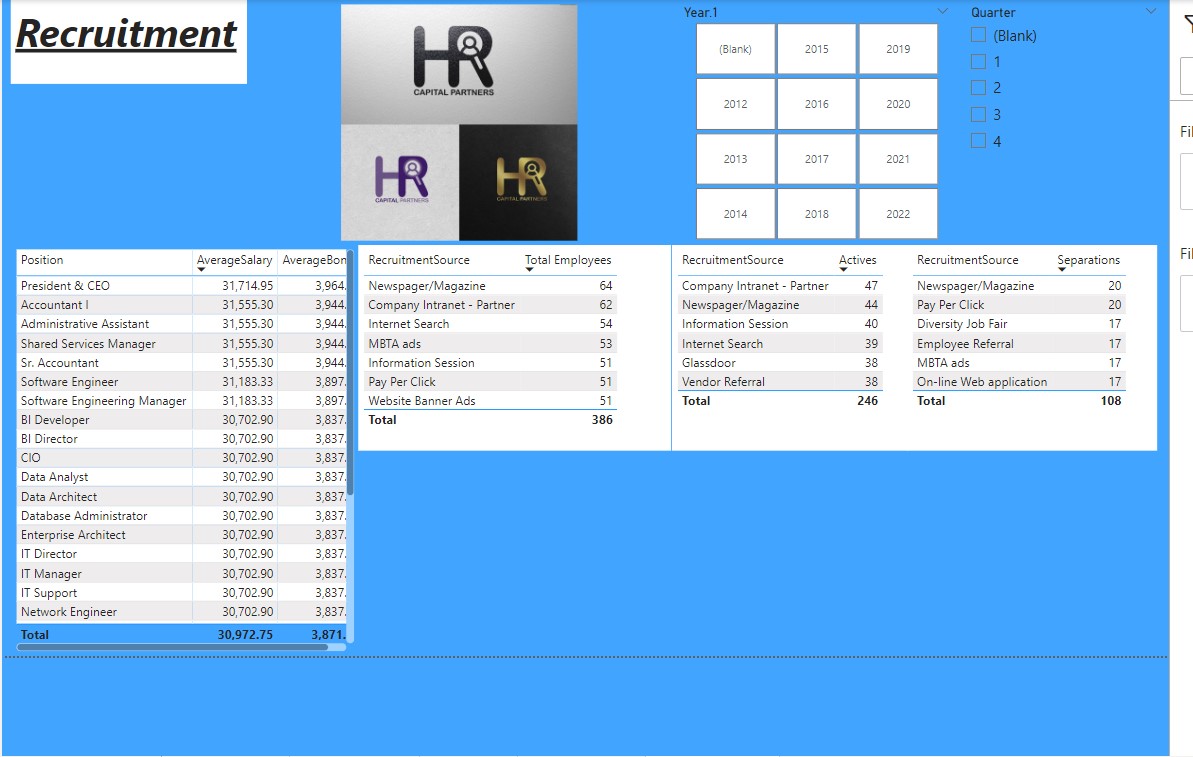 Recruitment
HR
CAPITAL PARTNERS
HR
CAPITAL PARTNERS
HR
CAPITAL PARTNERS
Year.1
(Blank) 2015 2019
2012 2016 2020
2013 2017 2021
2014 2018 2022
Quarter
(Blank)
1
2
3
4
Fil
Fil
Position AverageSalary AverageBon
President & CEO 31,714.95 3,964.
Accountant I 31,555.30 3,944.
Administrative Assistant 31,555.30 3,944.
Shared Services Manager 31,555.30 3,944.
Sr. Accountant 31,555.30 3,944.
Software Engineer 31,183.33 3,897.
Software Engineering Manager 31,183.33 3,897.
BI Developer 30,702.90 3,837.
BI Director 30,702.90 3,837.
CIO 30,702.90 3,837.
Data Analyst 30,702.90 3,837.
Data Architect 30,702.90 3,837.
Database Administrator 30,702.90 3,837.
Enterprise Architect 30,702.90 3,837.
IT Director 30,702.90 3,837.
IT Manager 30,702.90 3,837.
IT Support 30,702.90 3,837.
Network Engineer 30,702.90 3,837.
Total 30,972.75 3,871.
RecruitmentSource Total Employees
Newspager/Magazine 64
Company Intranet - Partner 62
Internet Search 54
MBTA ads 53
Information Session 51
Pay Per Click 51
Website Banner Ads 51
Total 386
RecruitmentSource Actives
Company Intranet - Partner 47
Newspager/Magazine 44
Information Session 40
Internet Search 39
Glassdoor 38
Vendor Referral 38
Total 246
RecruitmentSource Separations
Newspager/Magazine 20
Pay Per Click 20
Diversity Job Fair 17
Employee Referral 17
MBTA ads 17
On-line Web application 17
Total 108